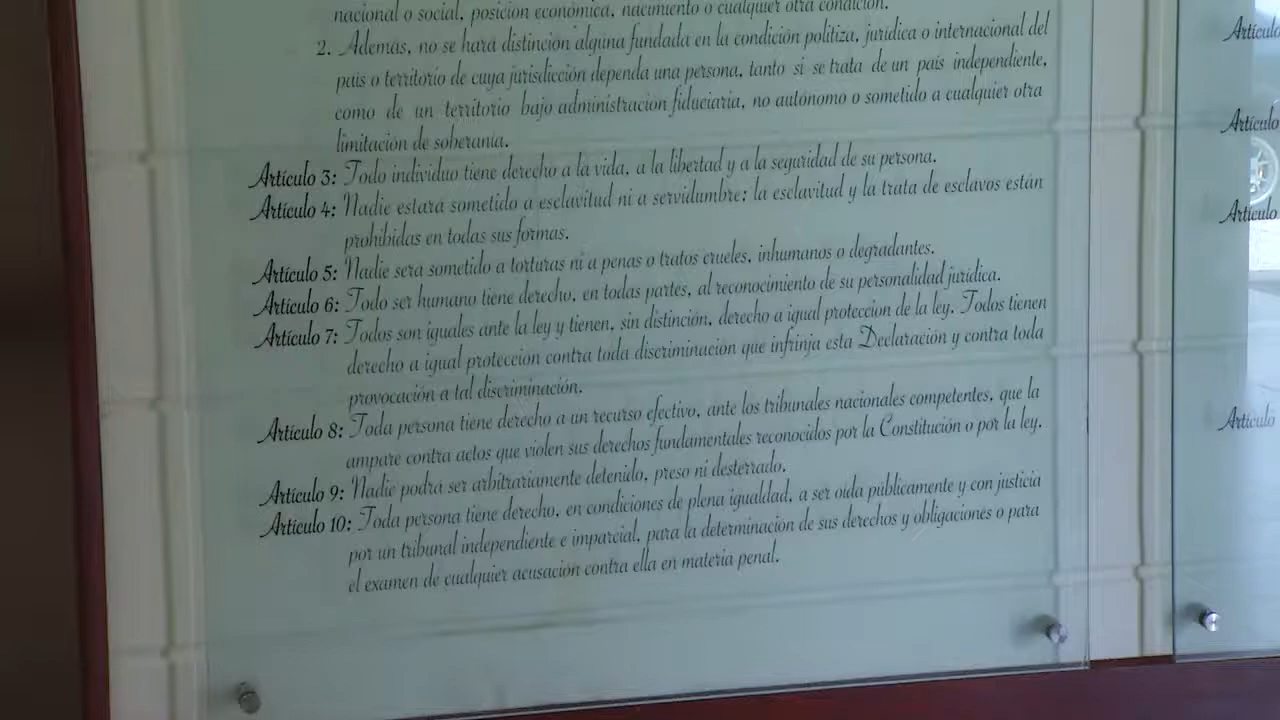 nacional o social, posición económica, nacimiento o cualquier otra condición.
2. Además, no se hará distinción alguna fundada en la condición politiza, jurídica o internacional del
país o territorio de cuya jurisdicción dependa una persona, tanto si se trata de un país independiente,
como de un territorio bajo administración fiduciaria, no autónomo o sometido a cualquier otra
limitación de soberanía.
Artículo 3: Todo individuo tiene derecho a la vida, a la libertad y a la seguridad de su persona.
Artículo 4: Nadie estará sometido a esclavitud ni a servidumbre; la esclavitud y la trata de esclavos están
prohibidas en todas sus formas.
Artículo 5: Nadie será sometido a torturas ni a penas o tratos crueles, inhumanos o degradantes.
Artículo 6: Todo ser humano tiene derecho, en todas partes, al reconocimiento de su personalidad jurídica.
Artículo 7: Todos son iguales ante la ley y tienen, sin distinción, derecho a igual protección de la ley. Todos tienen
derecho a igual protección contra toda discriminación que infrinja esta Declaración y contra toda
provocación a tal discriminación.
Artículo 8: Toda persona tiene derecho a un recurso efectivo, ante los tribunales nacionales competentes, que la
ampare contra actos que violen sus derechos fundamentales reconocidos por la Constitución o por la ley.
Artículo 9: Nadie podrá ser arbitrariamente detenido, preso ni desterrado.
Artículo 10: Toda persona tiene derecho, en condiciones de plena igualdad, a ser oída públicamente y con justicia
por un tribunal independiente e imparcial, para la determinación de sus derechos y obligaciones o para
el examen de cualquier acusación contra ella en materia penal.
Artículo
Artículo
Artículo
Artículo